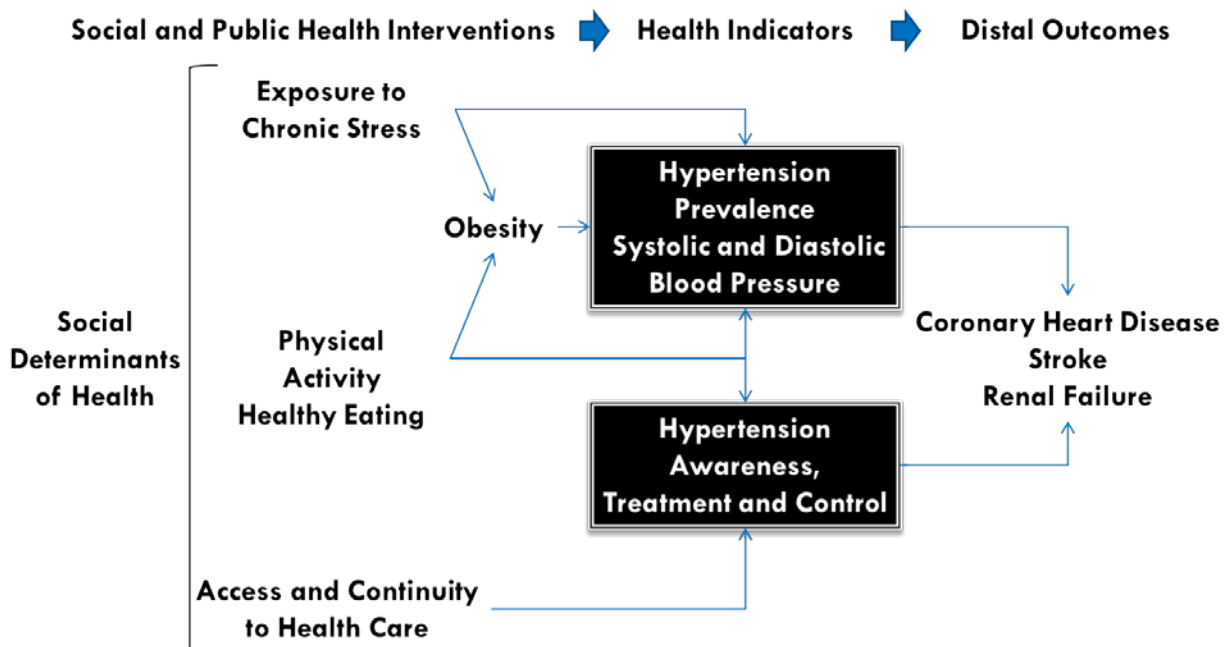 Social and Public Health Interventions
Health Indicators
Distal Outcomes
Exposure to
Chronic Stress
Hypertension
Prevalence
Systolic and Diastolic
Blood Pressure
Obesity
Social
Determinants
of Health
Physical
Activity
Healthy Eating
Coronary Heart Disease
Stroke
Renal Failure
Hypertension
Awareness,
Treatment and Control
Access and Continuity
to Health Care